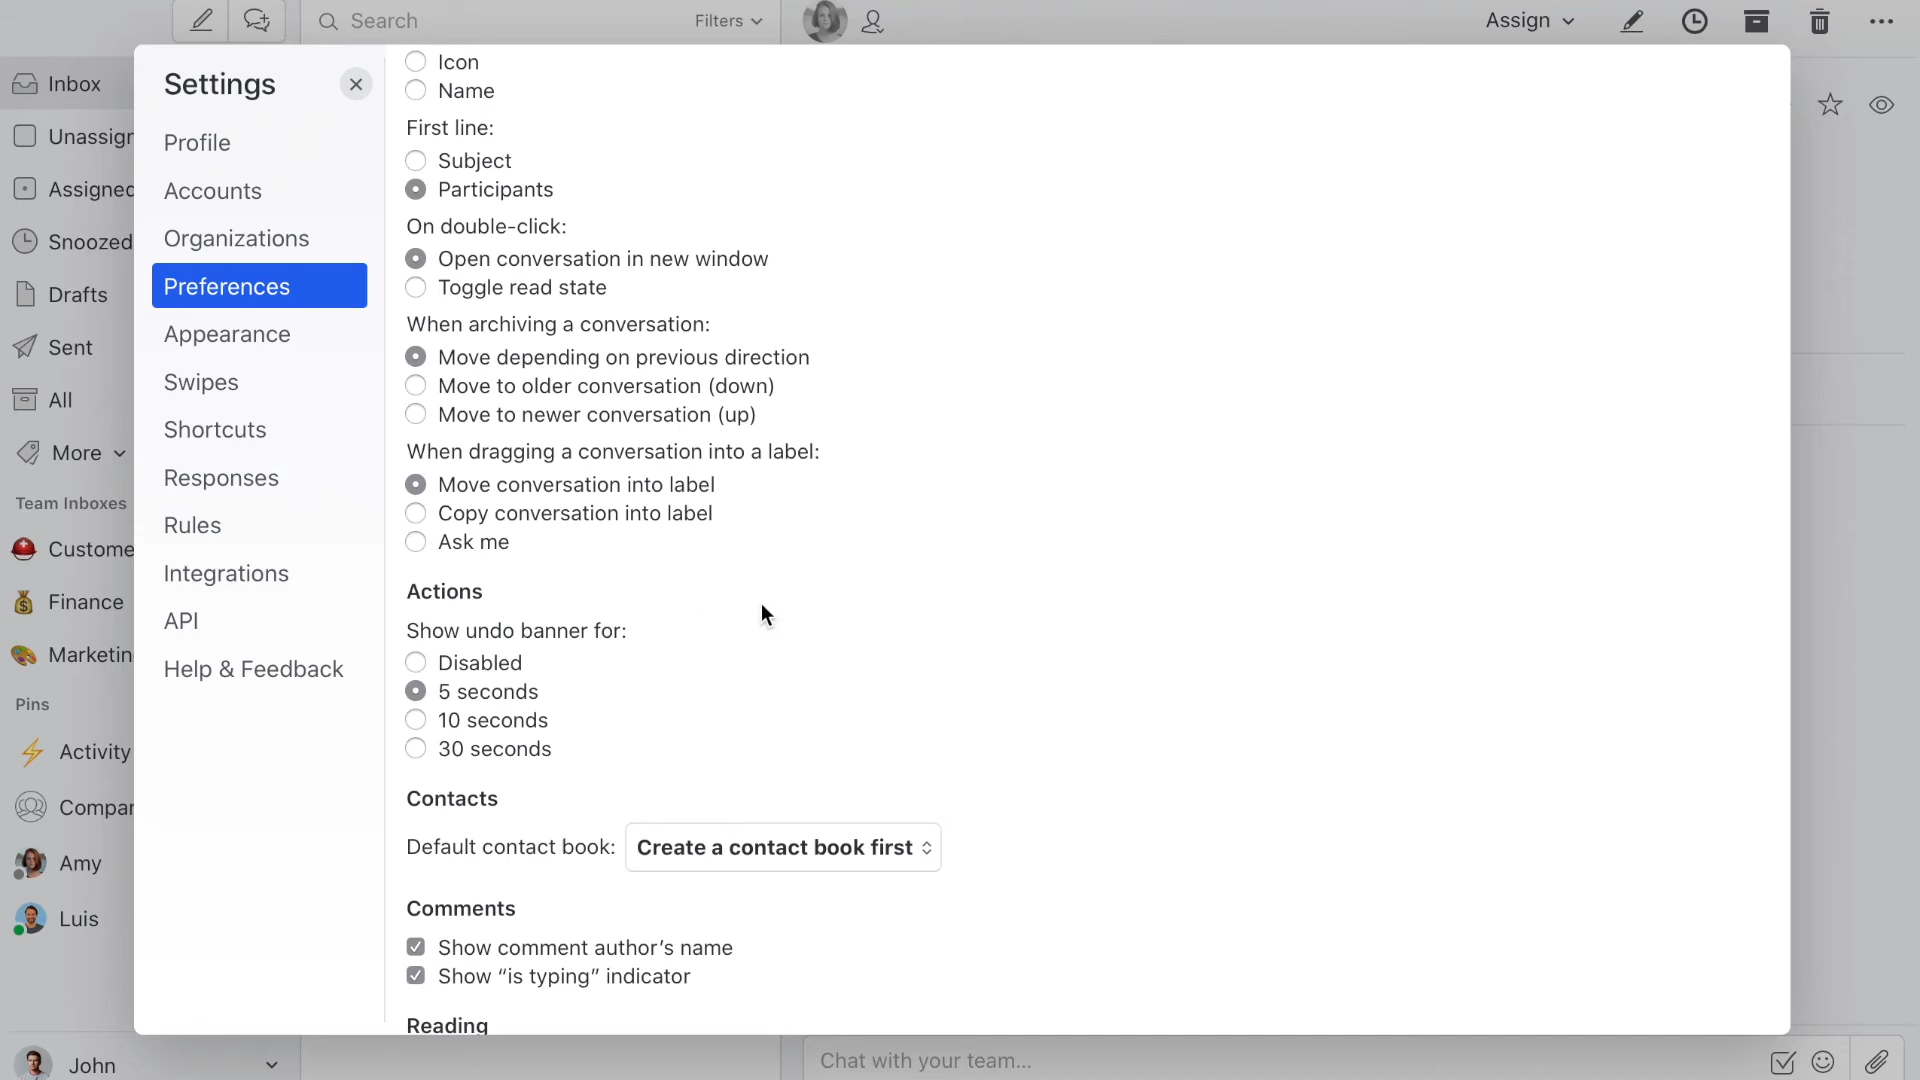 Search
Filters
Assign
Inbox
Unassign
Assigned
Snoozed
Drafts
Sent
All
More
Team Inboxes
Custome
Finance
Marketin
Pins
Activity
Compan
Amy
Luis
John
Settings
Profile
Accounts
Organizations
Preferences
Appearance
Swipes
Shortcuts
Responses
Rules
Integrations
API
Help & Feedback
Icon
Name
First line:
Subject
Participants
On double-click:
Open conversation in new window
Toggle read state
When archiving a conversation:
Move depending on previous direction
Move to older conversation (down)
Move to newer conversation (up)
When dragging a conversation into a label:
Move conversation into label
Copy conversation into label
Ask me
Actions
Show undo banner for:
Disabled
5 seconds
10 seconds
30 seconds
Contacts
Default contact book: Create a contact book first
Comments
Show comment author’s name
Show “is typing” indicator
Reading
Chat with your team...